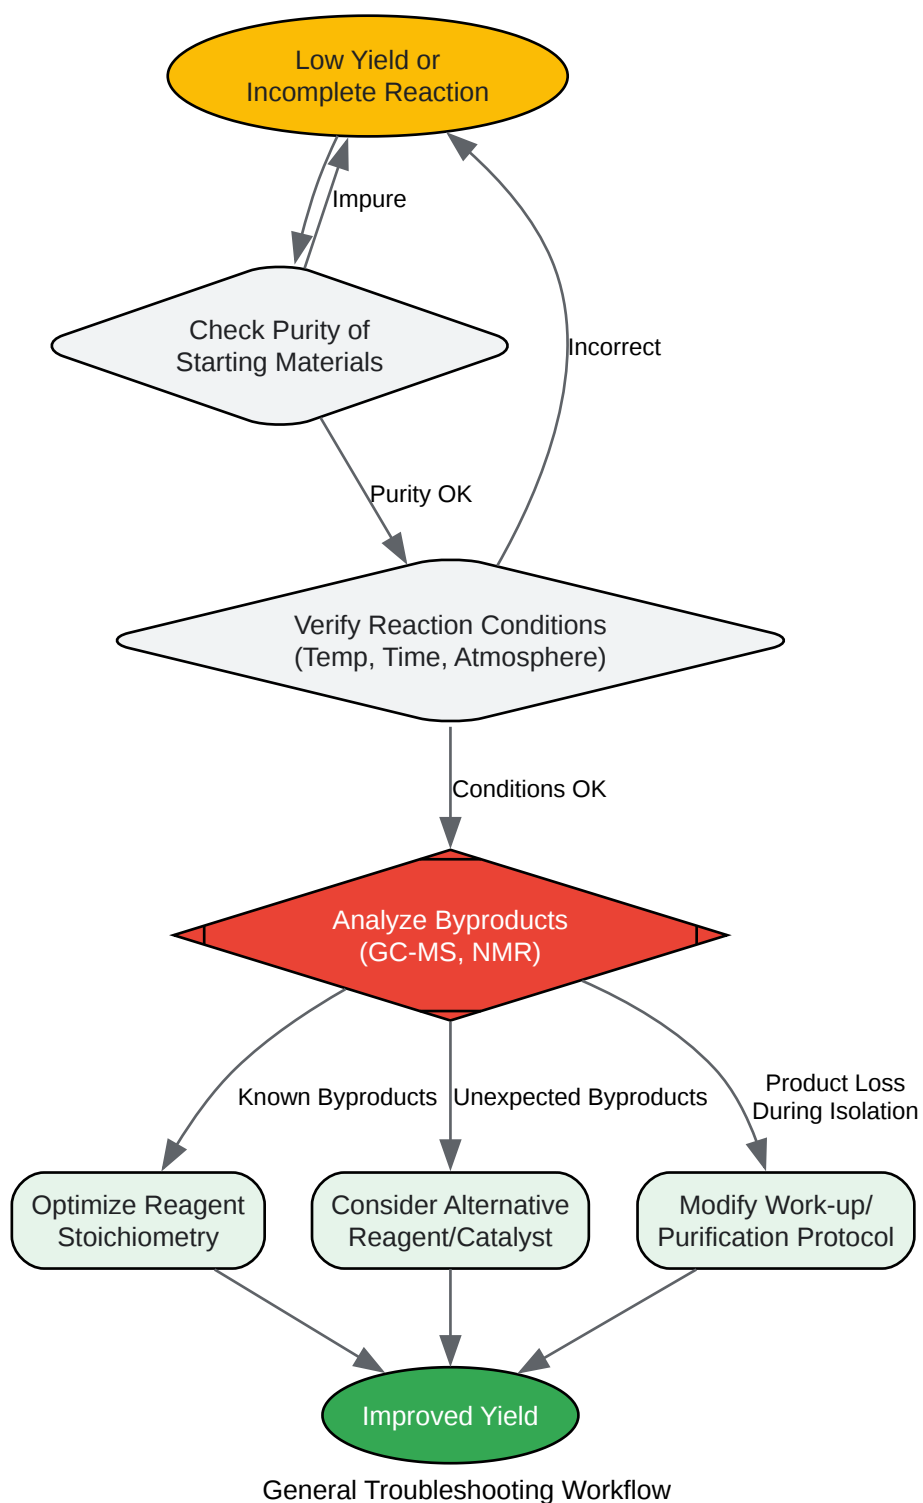 Low Yield or
Incomplete Reaction
Impure
Check Purity of
Starting Materials
Incorrect
Purity OK
Verify Reaction Conditions
(Temp, Time, Atmosphere)
Conditions OK
Analyze Byproducts
(GC-MS, NMR)
Known Byproducts
Unexpected Byproducts
Product Loss
During Isolation
Optimize Reagent
Stoichiometry
Consider Alternative
Reagent/Catalyst
Modify Work-up/
Purification Protocol
Improved Yield
General Troubleshooting Workflow